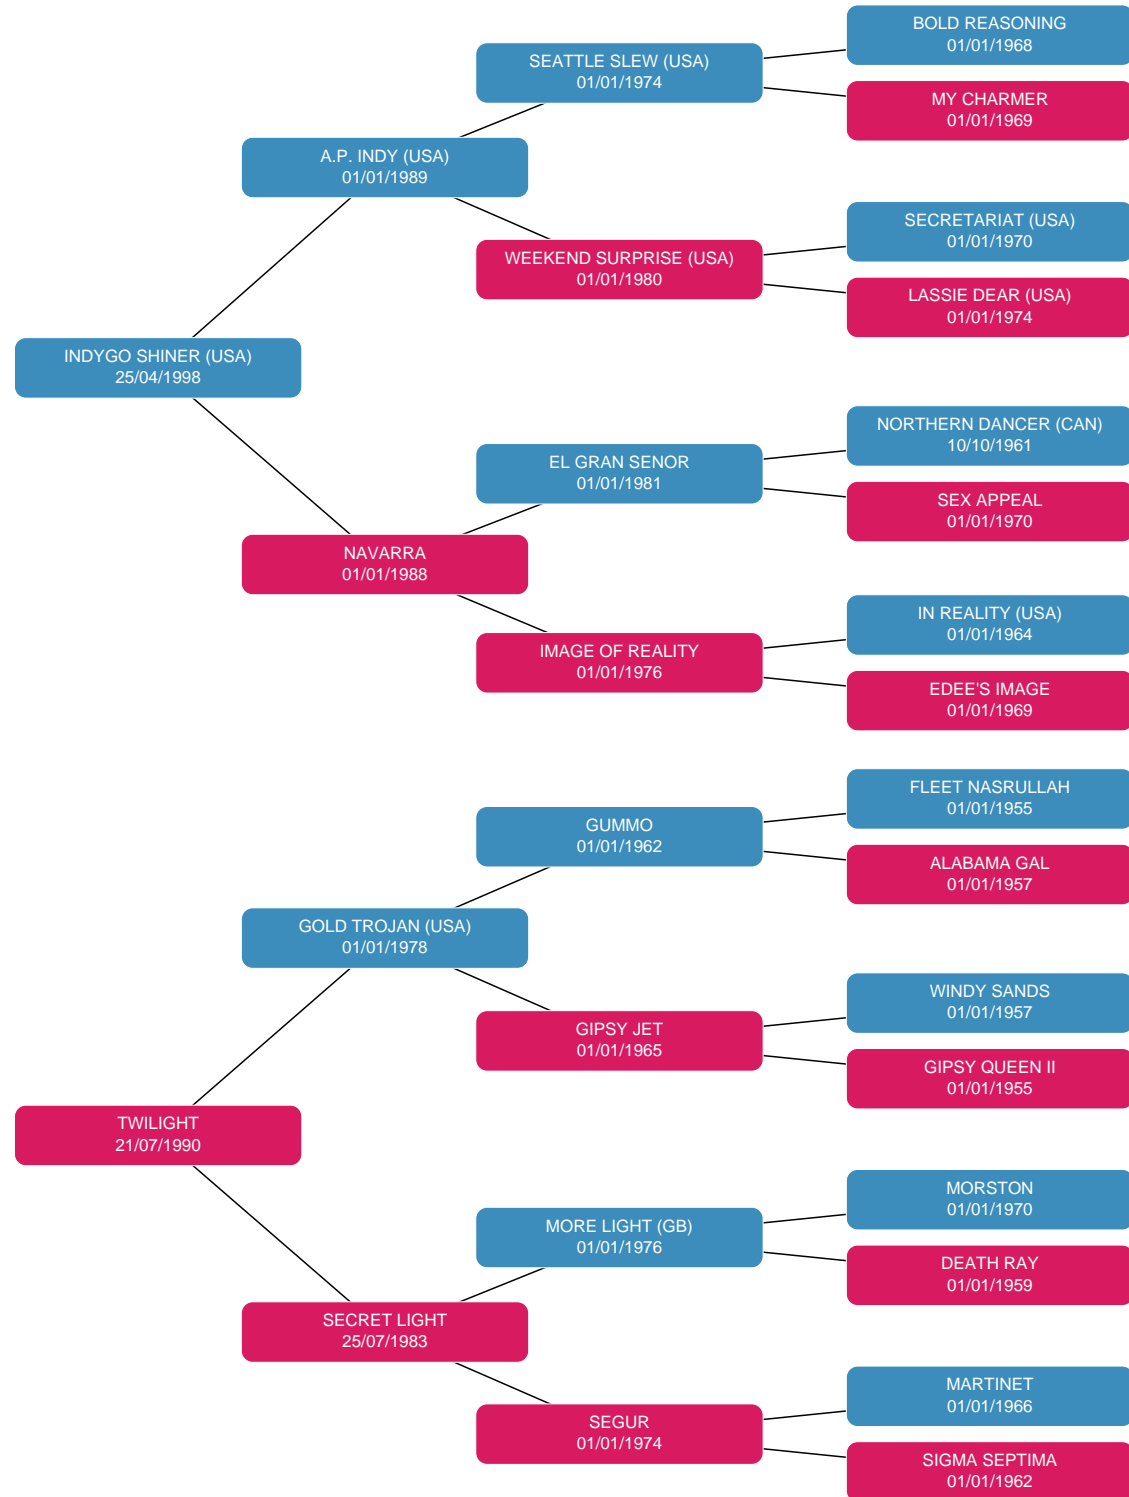 BOLD REASONING
01/01/1968
SEATTLE SLEW (USA)
01/01/1974
MY CHARMER
01/01/1969
A.P. INDY (USA)
01/01/1989
SECRETARIAT (USA)
01/01/1970
WEEKEND SURPRISE (USA)
01/01/1980
LASSIE DEAR (USA)
01/01/1974
INDYGO SHINER (USA)
25/04/1998
NORTHERN DANCER (CAN)
10/10/1961
EL GRAN SENOR
01/01/1981
SEX APPEAL
01/01/1970
NAVARRA
01/01/1988
IN REALITY (USA)
01/01/1964
IMAGE OF REALITY
01/01/1976
EDEE'S IMAGE
01/01/1969
FLEET NASRULLAH
01/01/1955
GUMMO
01/01/1962
ALABAMA GAL
01/01/1957
GOLD TROJAN (USA)
01/01/1978
WINDY SANDS
01/01/1957
GIPSY JET
01/01/1965
GIPSY QUEEN II
01/01/1955
TWILIGHT
21/07/1990
MORSTON
01/01/1970
MORE LIGHT (GB)
01/01/1976
DEATH RAY
01/01/1959
SECRET LIGHT
25/07/1983
MARTINET
01/01/1966
SEGUR
01/01/1974
SIGMA SEPTIMA
01/01/1962